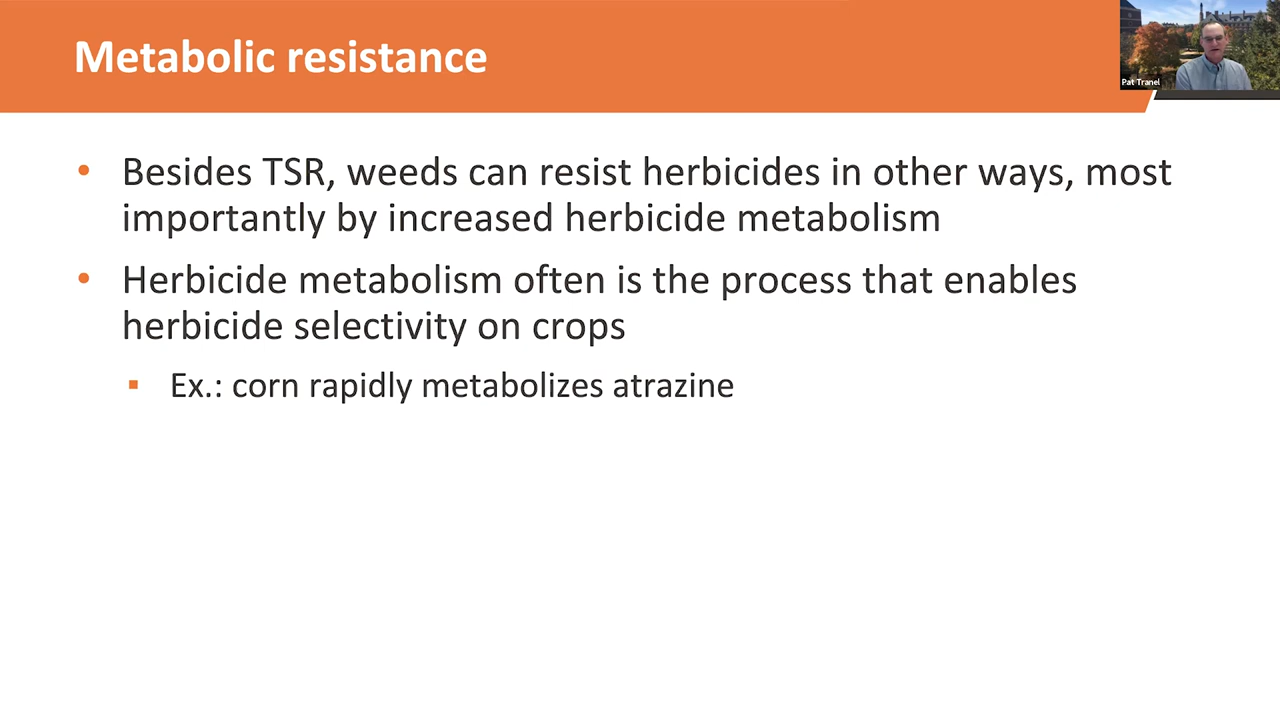 Metabolic resistance
Pat Tranel
• Besides TSR, weeds can resist herbicides in other ways, most
importantly by increased herbicide metabolism
• Herbicide metabolism often is the process that enables
herbicide selectivity on crops
▪ Ex.: corn rapidly metabolizes atrazine